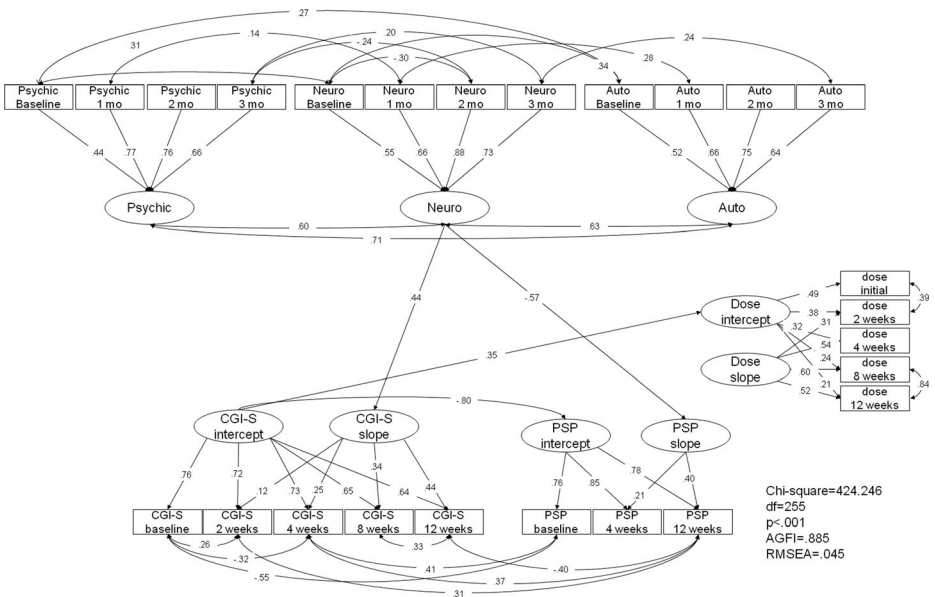 .27
.31
.14
-.24
.20
-.30
.34
.28
.24
Psychic Baseline
Psychic 1 mo
Psychic 2 mo
Psychic 3 mo
Neuro Baseline
Neuro 1 mo
Neuro 2 mo
Neuro 3 mo
Auto Baseline
Auto 1 mo
Auto 2 mo
Auto 3 mo
.44
.77
.76
.66
.55
.66
.88
.73
.52
.66
.75
.64
Psychic
Neuro
Auto
.60
.63
.71
.44
-.57
.35
Dose intercept
Dose slope
.49
.38
.31
.32
.54
.24
.60
.21
.52
dose initial
dose 2 weeks
dose 4 weeks
dose 8 weeks
dose 12 weeks
.39
.84
-.80
CGI-S intercept
CGI-S slope
PSP intercept
PSP slope
.76
.72
.12
.73
.25
.65
.34
.64
.44
.76
.85
.21
.78
.40
CGI-S baseline
CGI-S 2 weeks
CGI-S 4 weeks
CGI-S 8 weeks
CGI-S 12 weeks
PSP baseline
PSP 4 weeks
PSP 12 weeks
.26
-.32
.33
-.55
.41
.37
-.40
.31
Chi-square=424.246
df=255
p<.001
AGFI=.885
RMSEA=.045